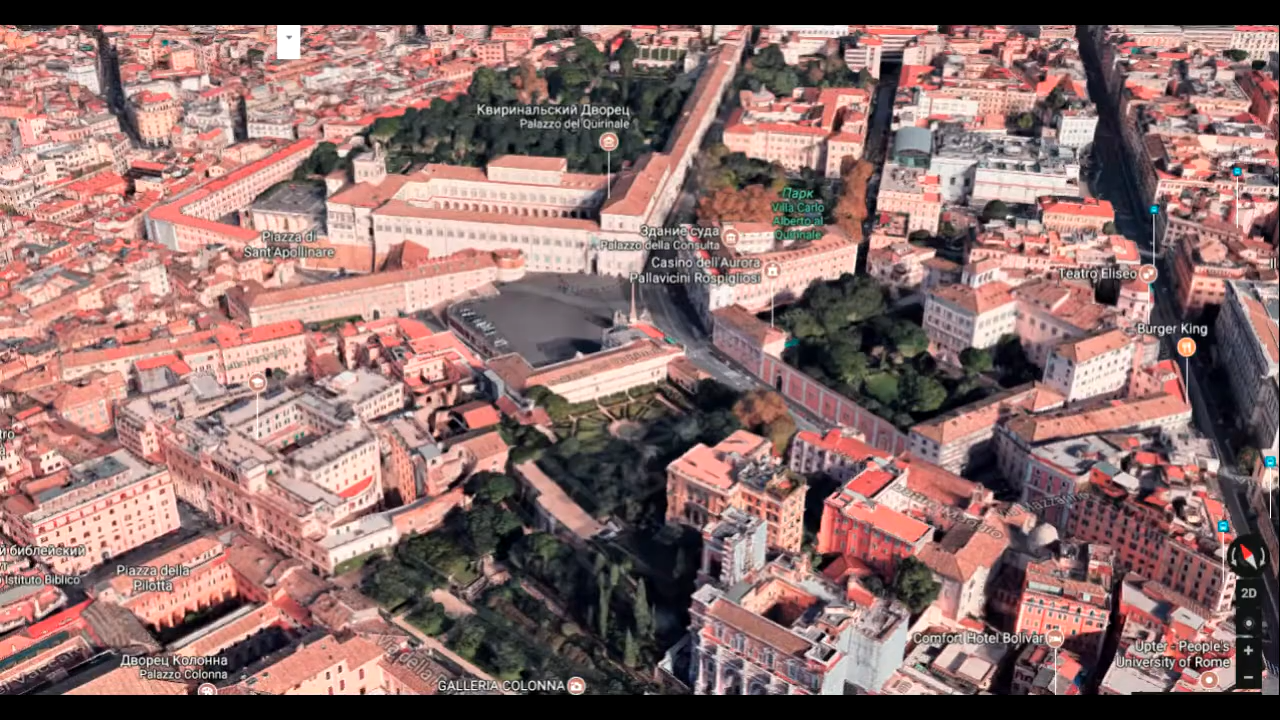 Квиринальский Дворец
Palazzo del Quirinale
Парк
Villa Carlo
Alberto al
Quirinale
Здание суда
Palazzo della Consulta
Piazza di
Sant'Apollinare
Casino dell'Aurora
Pallavicini Rospigliosi
Teatro Eliseo
Burger King
й библейский
o Istituto Biblico
Piazza della
Pilotta
2D
Comfort Hotel Bolivar
Upter - People's
University of Rome
Дворец Колонна
Palazzo Colonna
GALLERIA COLONNA